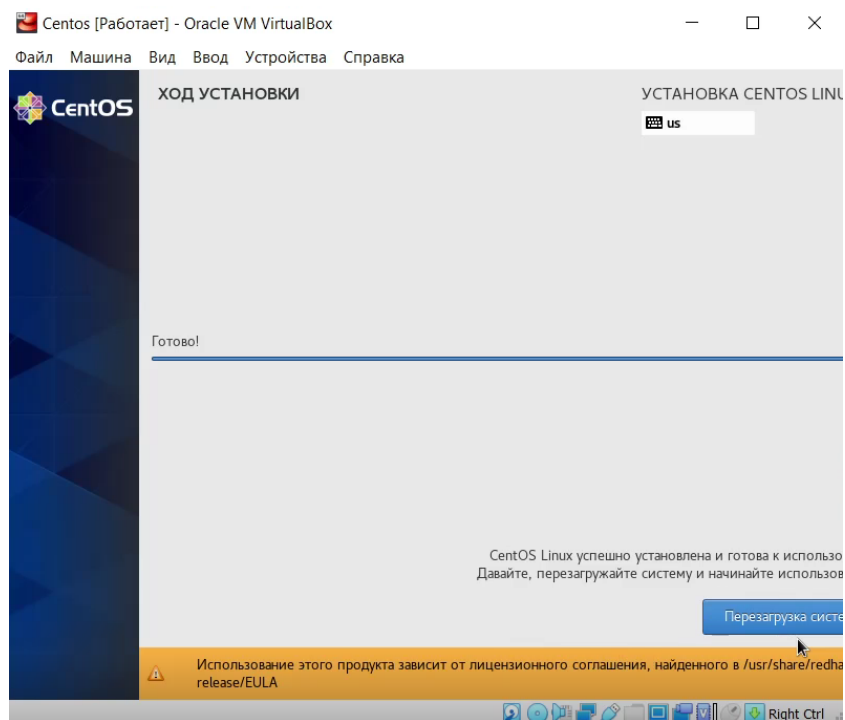 Centos [Работает] - Oracle VM VirtualBox
Файл Машина Вид Ввод Устройства Справка
CentOS
ХОД УСТАНОВКИ
УСТАНОВКА CENTOS LINU
us
Готово!
CentOS Linux успешно установлена и готова к использо
Давайте, перезагружайте систему и начинайте использов
Перезагрузка систе
Использование этого продукта зависит от лицензионного соглашения, найденного в /usr/share/redha
release/EULA
Right Ctrl